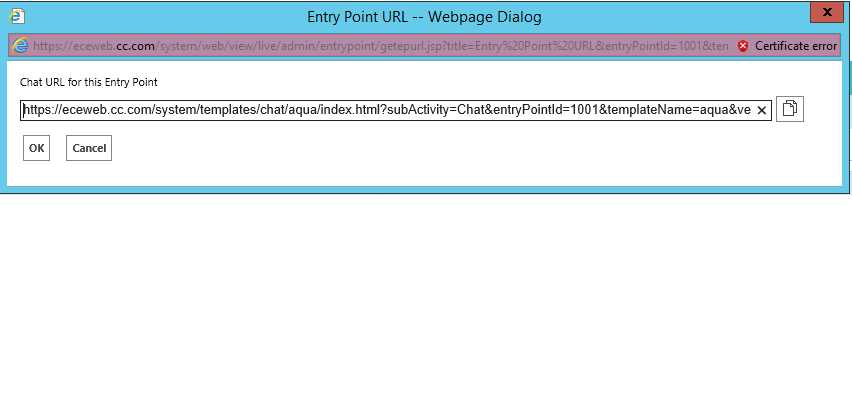 Entry Point URL -- Webpage Dialog
x
https://eceweb.cc.com/system/web/view/live/admin/entrypoint/getepurl.jsp?title=Entry%20Point%20URL&entryPointId=1001&ten Certificate error
Chat URL for this Entry Point
https://eceweb.cc.com/system/templates/chat/aqua/index.html?subActivity=Chat&entryPointId=1001&templateName=aqua&ve
OK Cancel